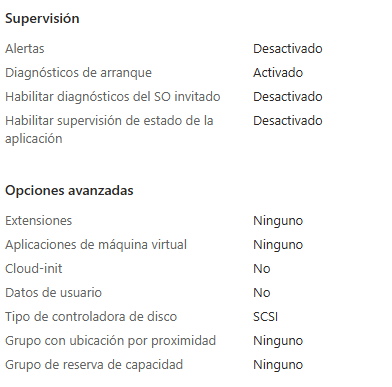 Supervisión
Alertas Desactivado
Diagnósticos de arranque Activado
Habilitar diagnósticos del SO invitado Desactivado
Habilitar supervisión de estado de la Desactivado
aplicación
Opciones avanzadas
Extensiones Ninguno
Aplicaciones de máquina virtual Ninguno
Cloud-init No
Datos de usuario No
Tipo de controladora de disco SCSI
Grupo con ubicación por proximidad Ninguno
Grupo de reserva de capacidad Ninguno